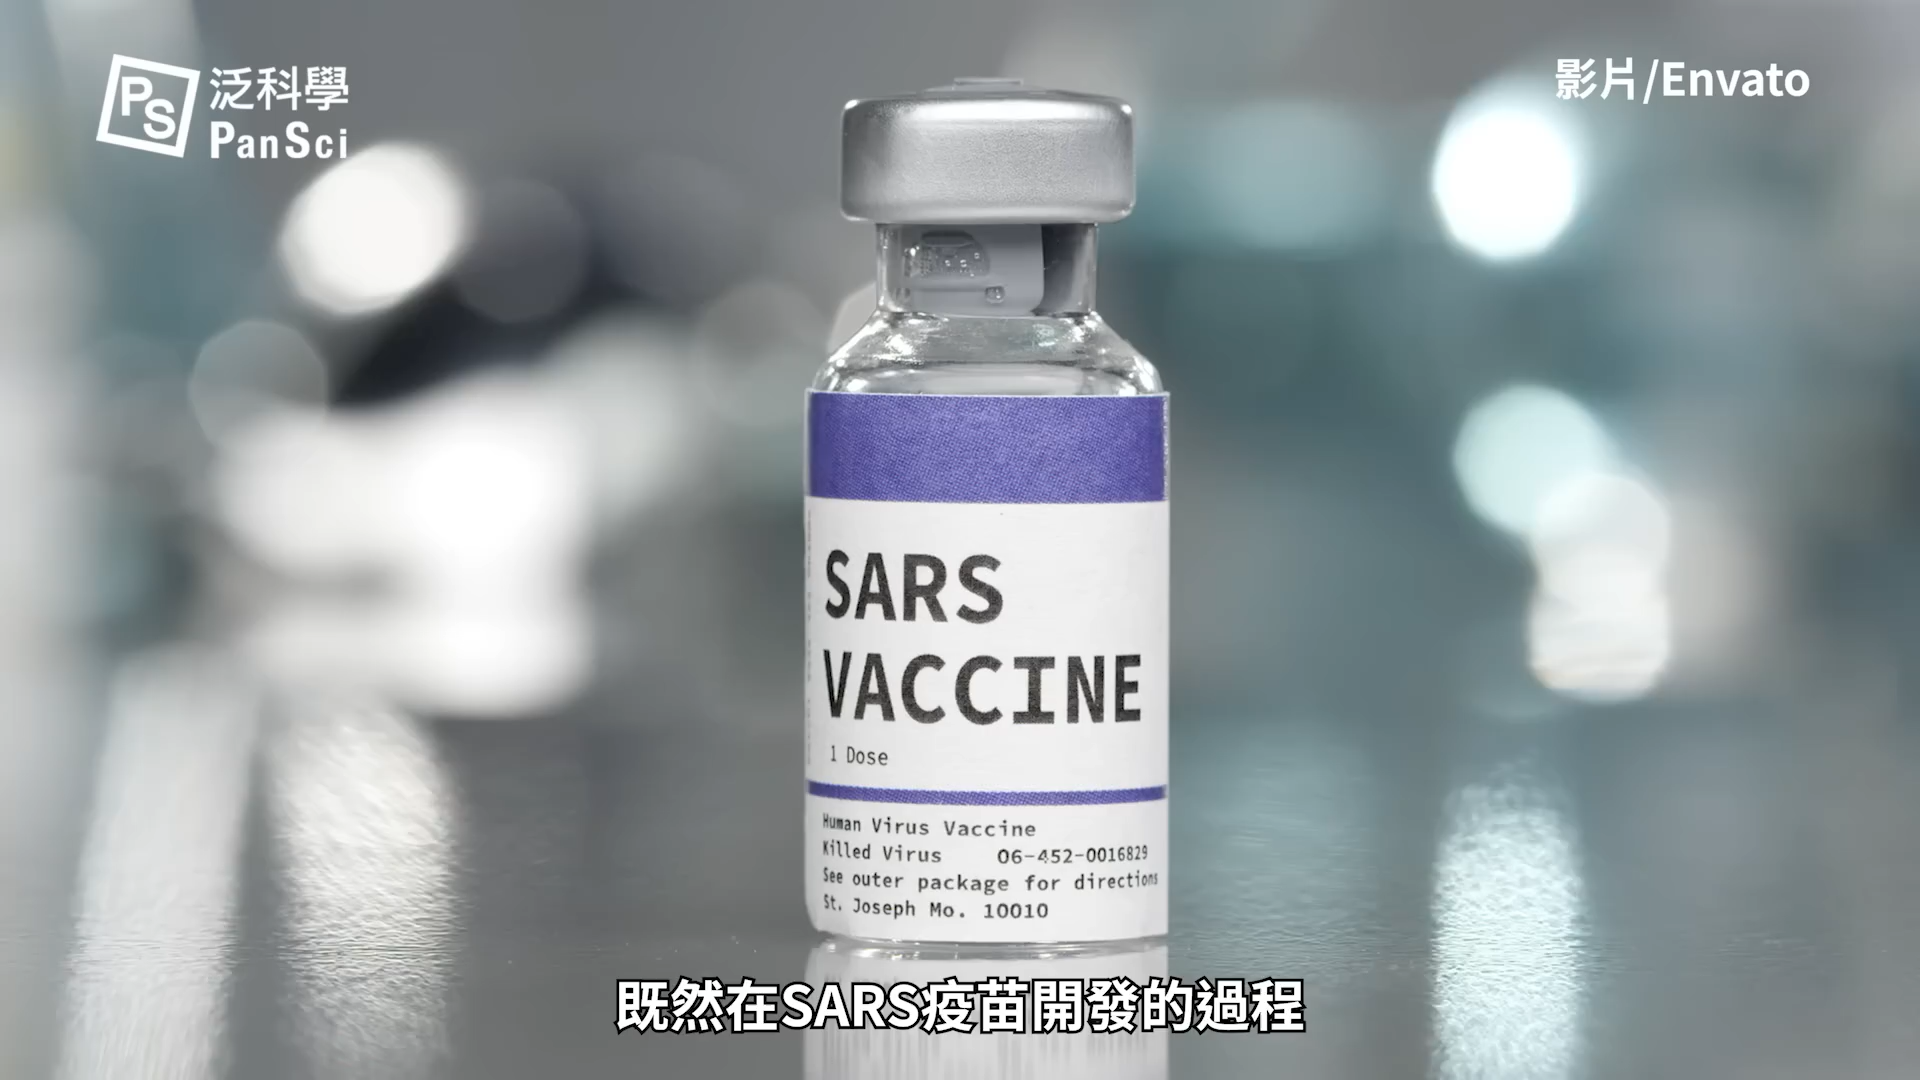 泛科學
PanSci
影片/Envato
SARS
VACCINE
1 Dose
Human Virus Vaccine
Killed Virus 06-452-0016829
See outer package for directions
St. Joseph Mo. 10010
既然在SARS疫苗開發的過程